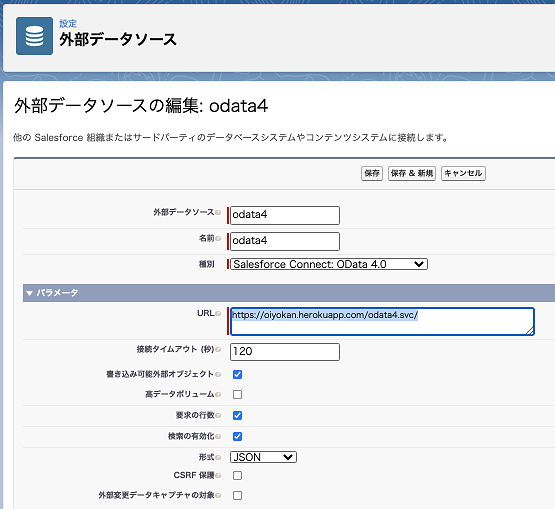 設定
外部データソース
外部データソースの編集: odata4
他の Salesforce 組織またはサードパーティのデータベースシステムやコンテンツシステムに接続します。
保存 保存 & 新規 キャンセル
外部データソース odata4
名前 odata4
種別 Salesforce Connect: OData 4.0
パラメータ
URL https://oiyokan.herokuapp.com/odata4.svc/
接続タイムアウト (秒) 120
書き込み可能外部オブジェクト
高データボリューム
要求の行数
検索の有効化
形式 JSON
CSRF 保護
外部変更データキャプチャの対象